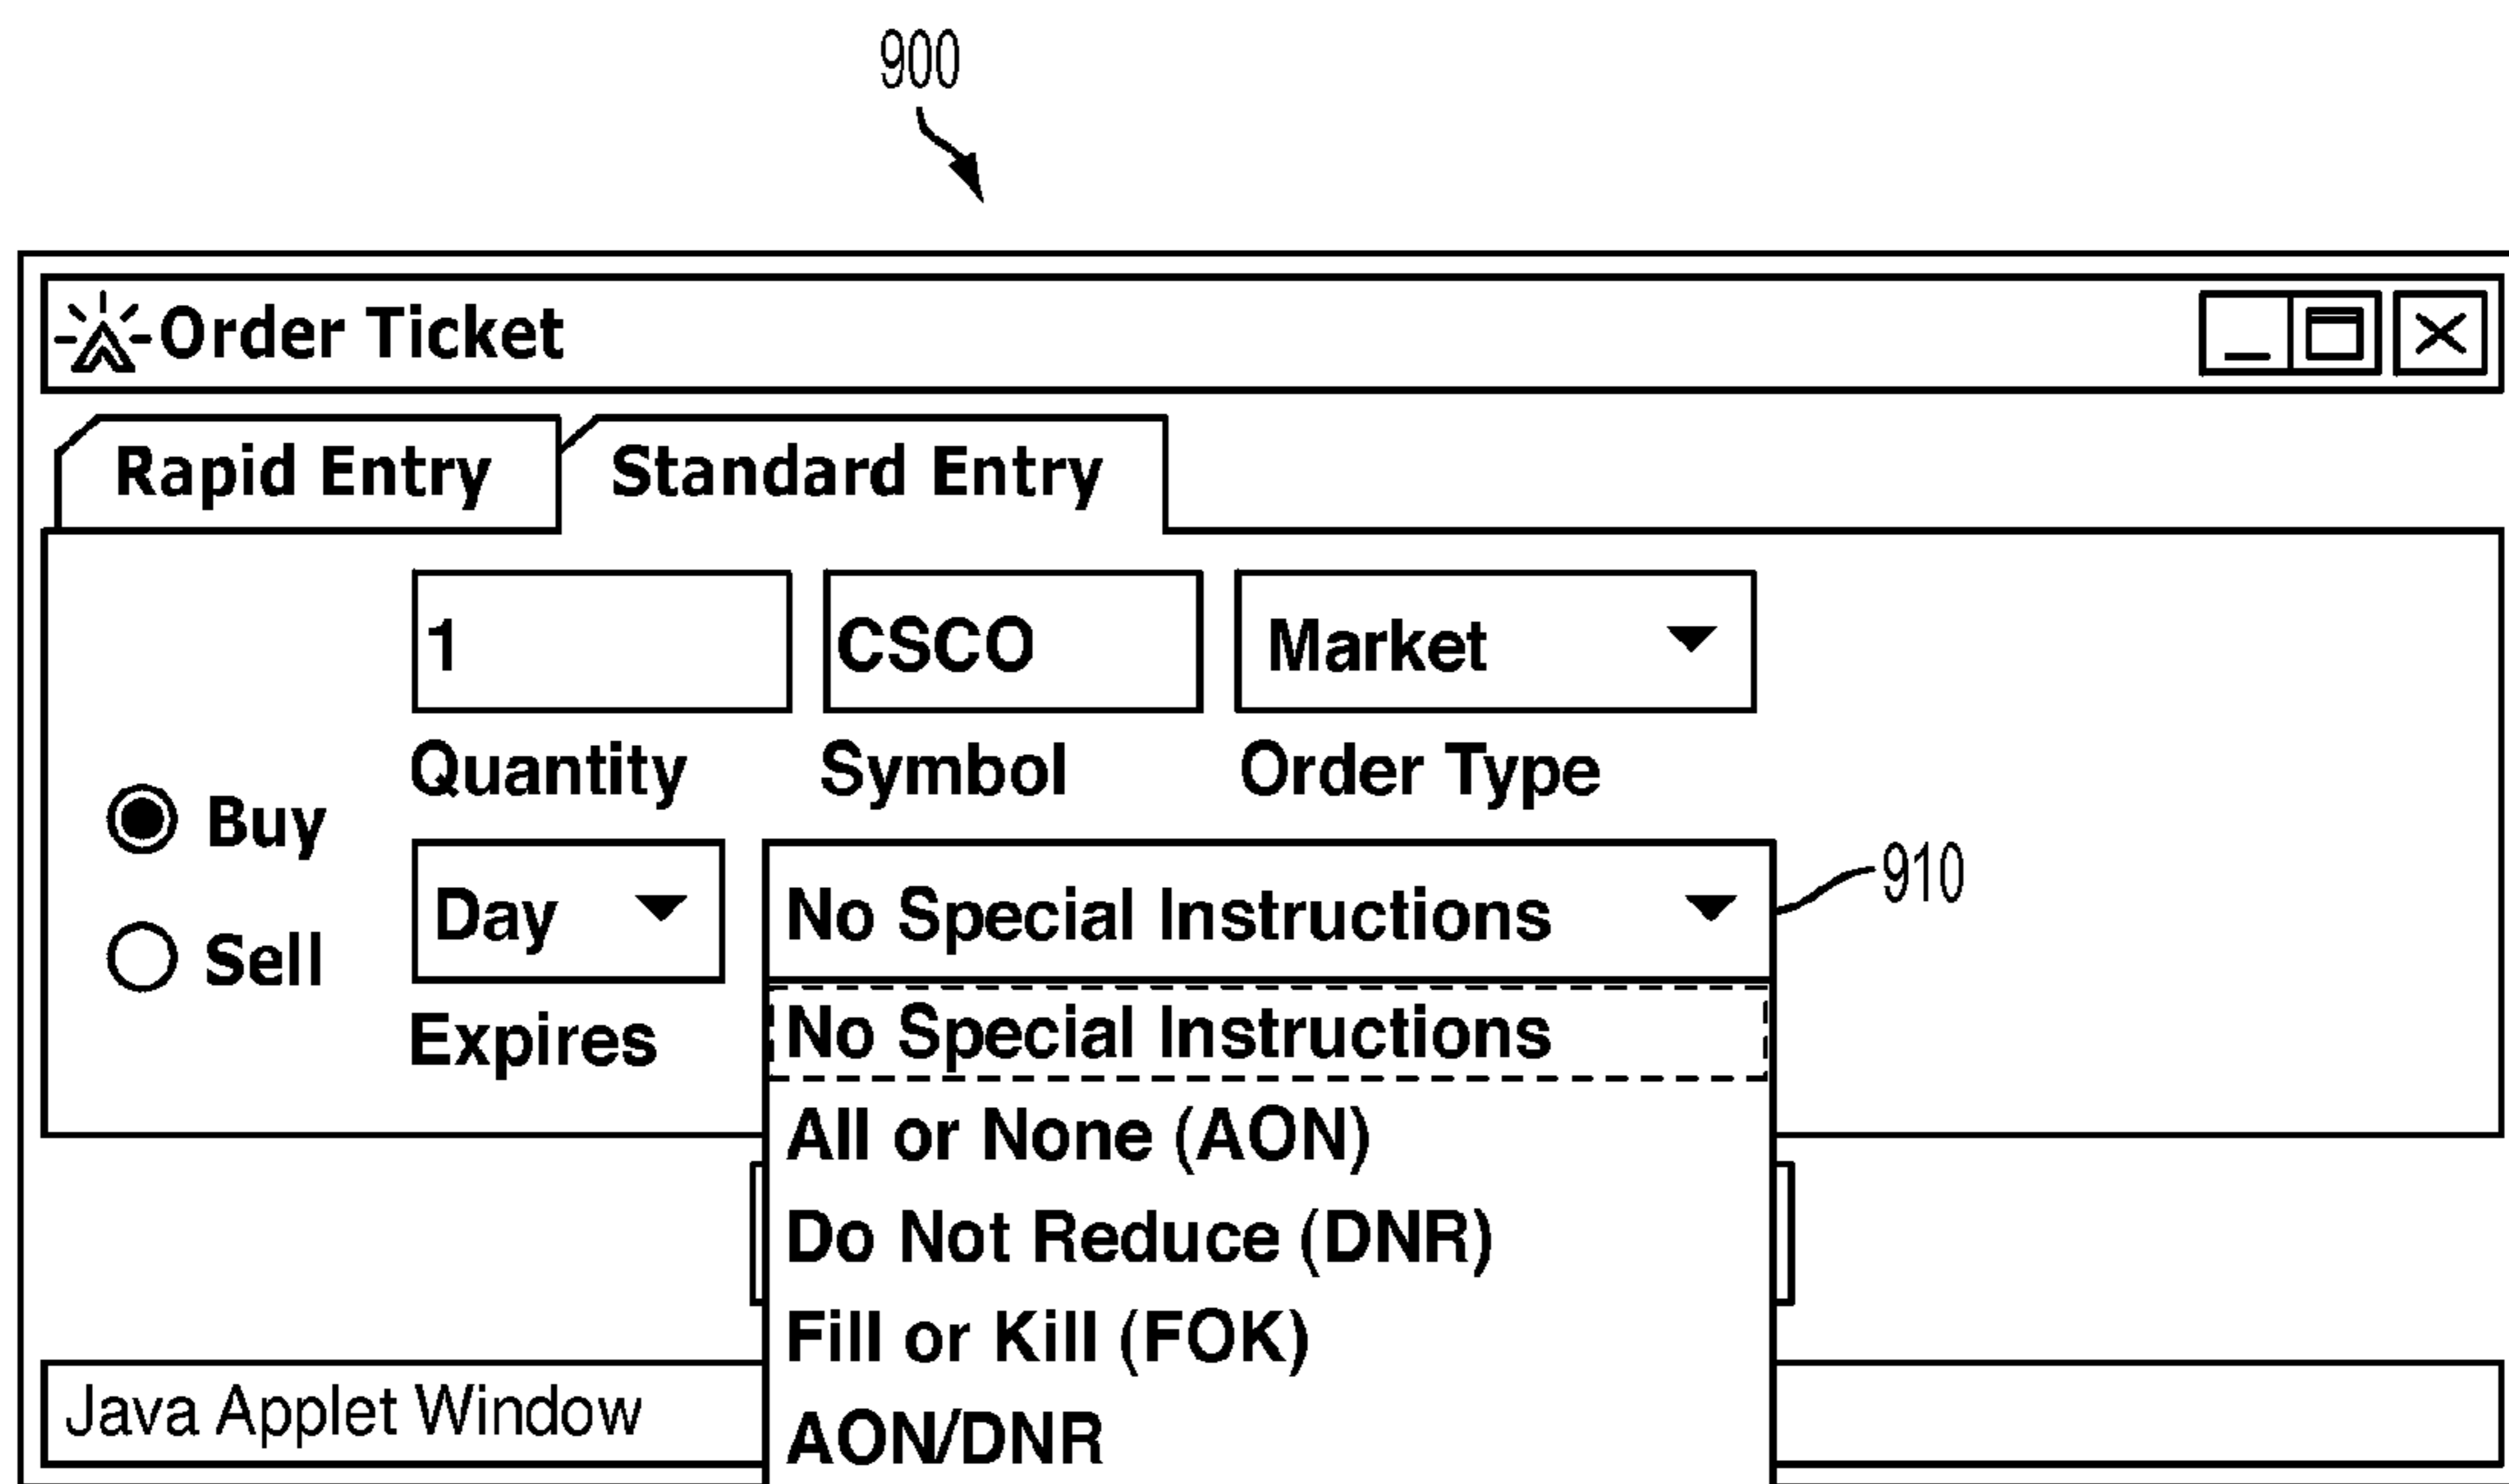 900
Order Ticket
Rapid Entry Standard Entry
1 CSCO Market
Quantity Symbol Order Type
Buy
Day No Special Instructions 910
Sell
No Special Instructions
Expires
All or None (AON)
Do Not Reduce (DNR)
Fill or Kill (FOK)
Java Applet Window
AON/DNR